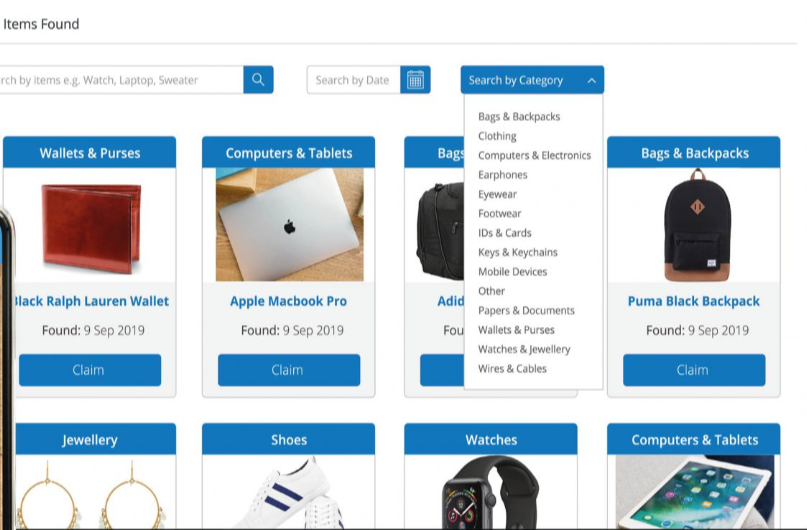 Items Found
rch by items e.g. Watch, Laptop, Sweater
Search by Date
Search by Category
Bags & Backpacks
Clothing
Computers & Electronics
Earphones
Eyewear
Footwear
IDs & Cards
Keys & Keychains
Mobile Devices
Other
Papers & Documents
Wallets & Purses
Watches & Jewellery
Wires & Cables
Wallets & Purses
Computers & Tablets
Bags
Bags & Backpacks
Black Ralph Lauren Wallet
Apple Macbook Pro
Adid
Puma Black Backpack
Found: 9 Sep 2019
Found: 9 Sep 2019
Fou
Found: 9 Sep 2019
Claim
Claim
Claim
Jewellery
Shoes
Watches
Computers & Tablets